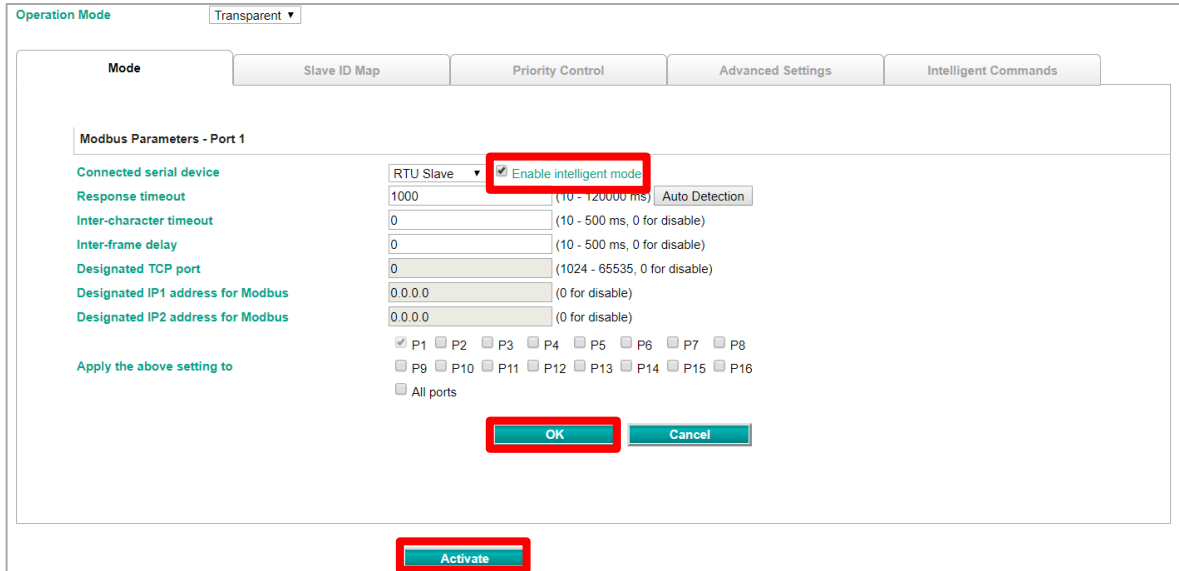 Operation Mode Transparent
Mode Slave ID Map Priority Control Advanced Settings Intelligent Commands
Modbus Parameters - Port 1
Connected serial device RTU Slave Enable intelligent mode
Response timeout 1000 (10 - 120000 ms) Auto Detection
Inter-character timeout 0 (10 - 500 ms, 0 for disable)
Inter-frame delay 0 (10 - 500 ms, 0 for disable)
Designated TCP port 0 (1024 - 65535, 0 for disable)
Designated IP1 address for Modbus 0.0.0.0 (0 for disable)
Designated IP2 address for Modbus 0.0.0.0 (0 for disable)
P1 P2 P3 P4 P5 P6 P7 P8
Apply the above setting to P9 P10 P11 P12 P13 P14 P15 P16
All ports
OK Cancel
Activate